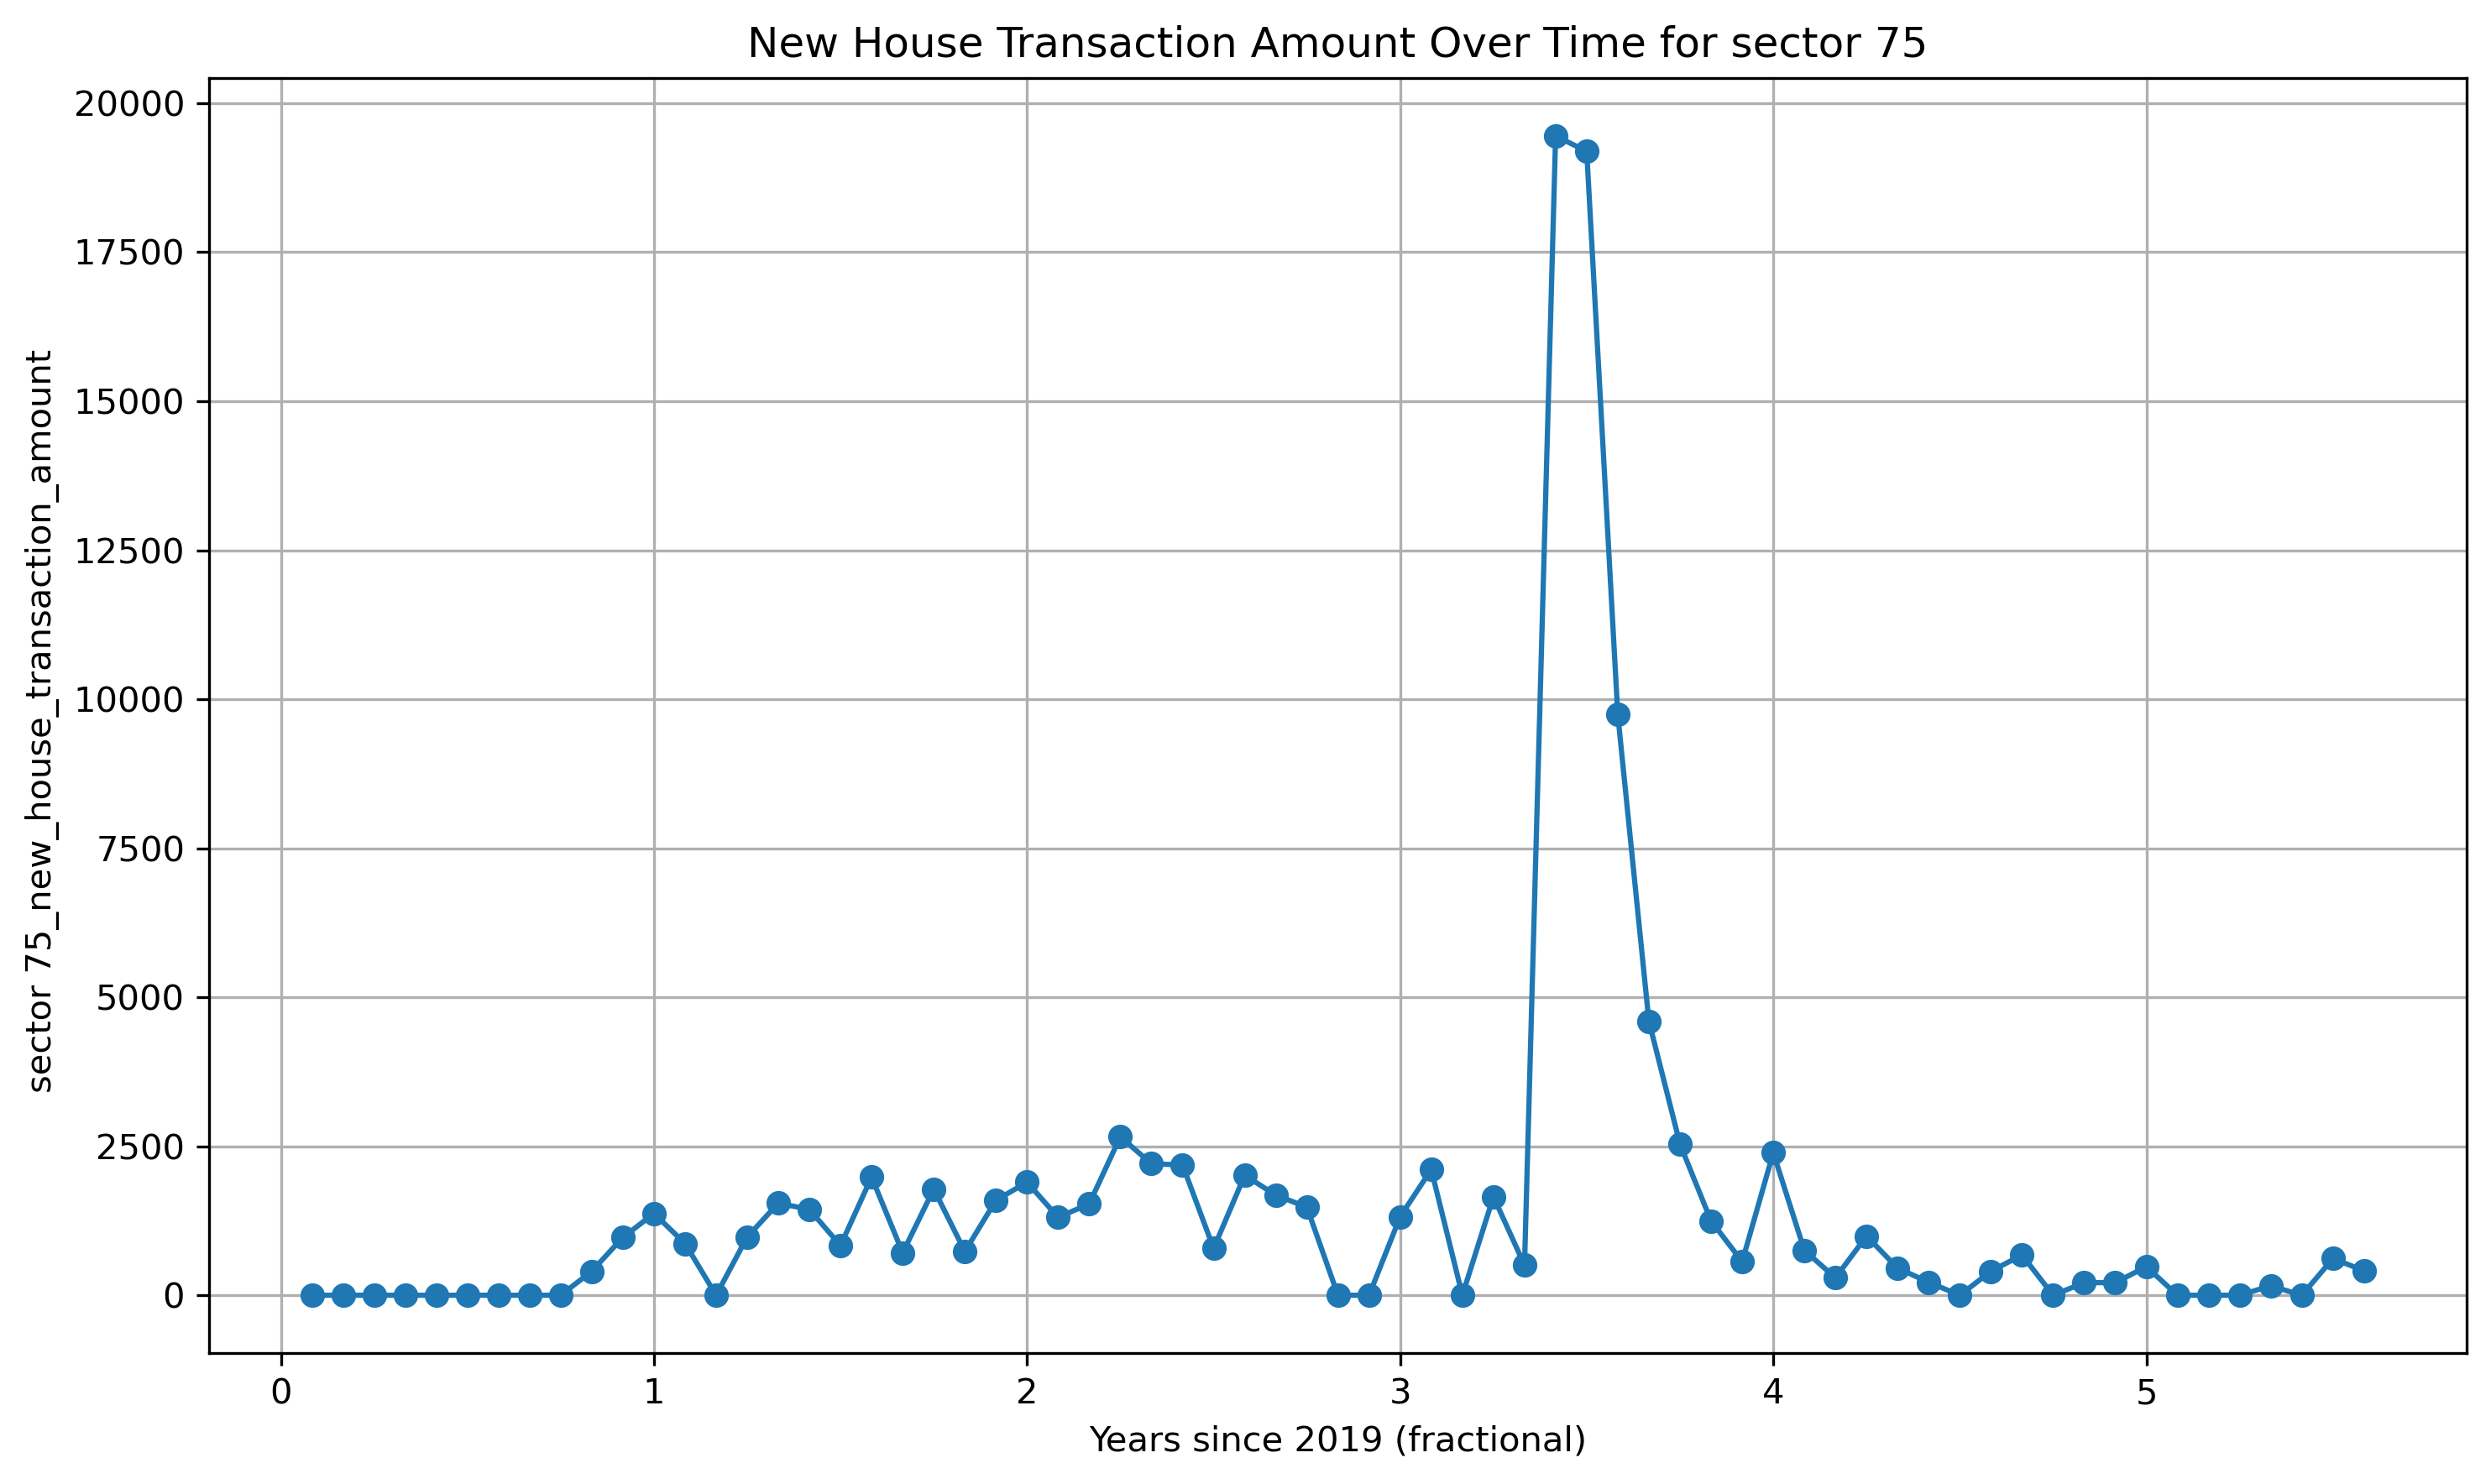 New House Transaction Amount Over Time for sector 75
sector 75_new_house_transaction_amount
20000
17500
15000
12500
10000
7500
5000
2500
0
0 1 2 3 4 5
Years since 2019 (fractional)